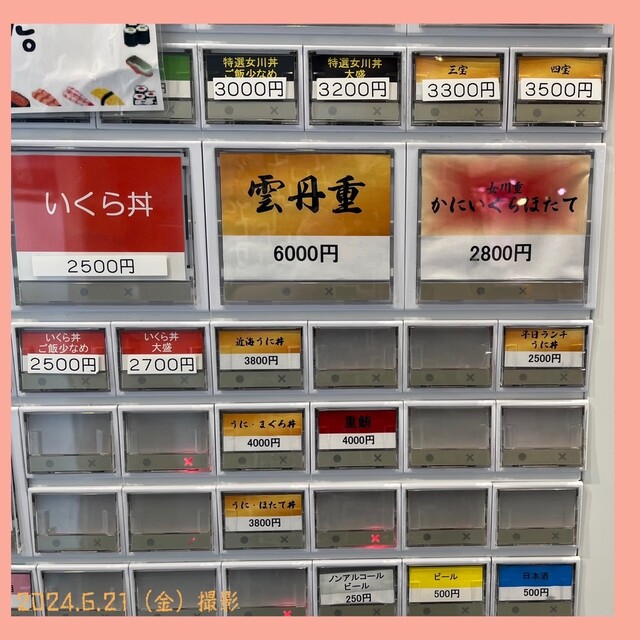 特選女川丼
ご飯少なめ
3000円
特選女川丼
大盛
3200円
三宝
3300円
四宝
3500円
いくら丼
2500円
雲丹重
6000円
女川重
かにいくらほたて
2800円
いくら丼
ご飯少なめ
2500円
いくら丼
大盛
2700円
近海うに丼
3800円
平日ランチ
うに丼
2500円
うに・まぐろ丼
4000円
4000円
うに・ほたて丼
3800円
ノンアルコール
ビール
250円
ビール
500円
日本酒
500円
2024.6.21（金）撮影